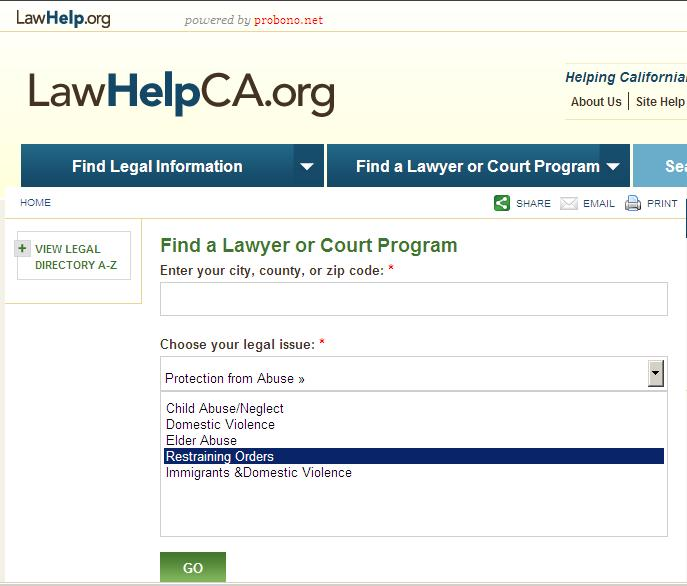 LawHelp.org powered by probono.net
LawHelpCA.org
Helping California
About Us | Site Help
Find Legal Information
Find a Lawyer or Court Program
Sea
HOME
SHARE EMAIL PRINT
+ VIEW LEGAL
DIRECTORY A-Z
Find a Lawyer or Court Program
Enter your city, county, or zip code: *
Choose your legal issue: *
Protection from Abuse »
Child Abuse/Neglect
Domestic Violence
Elder Abuse
Restraining Orders
Immigrants &Domestic Violence
GO